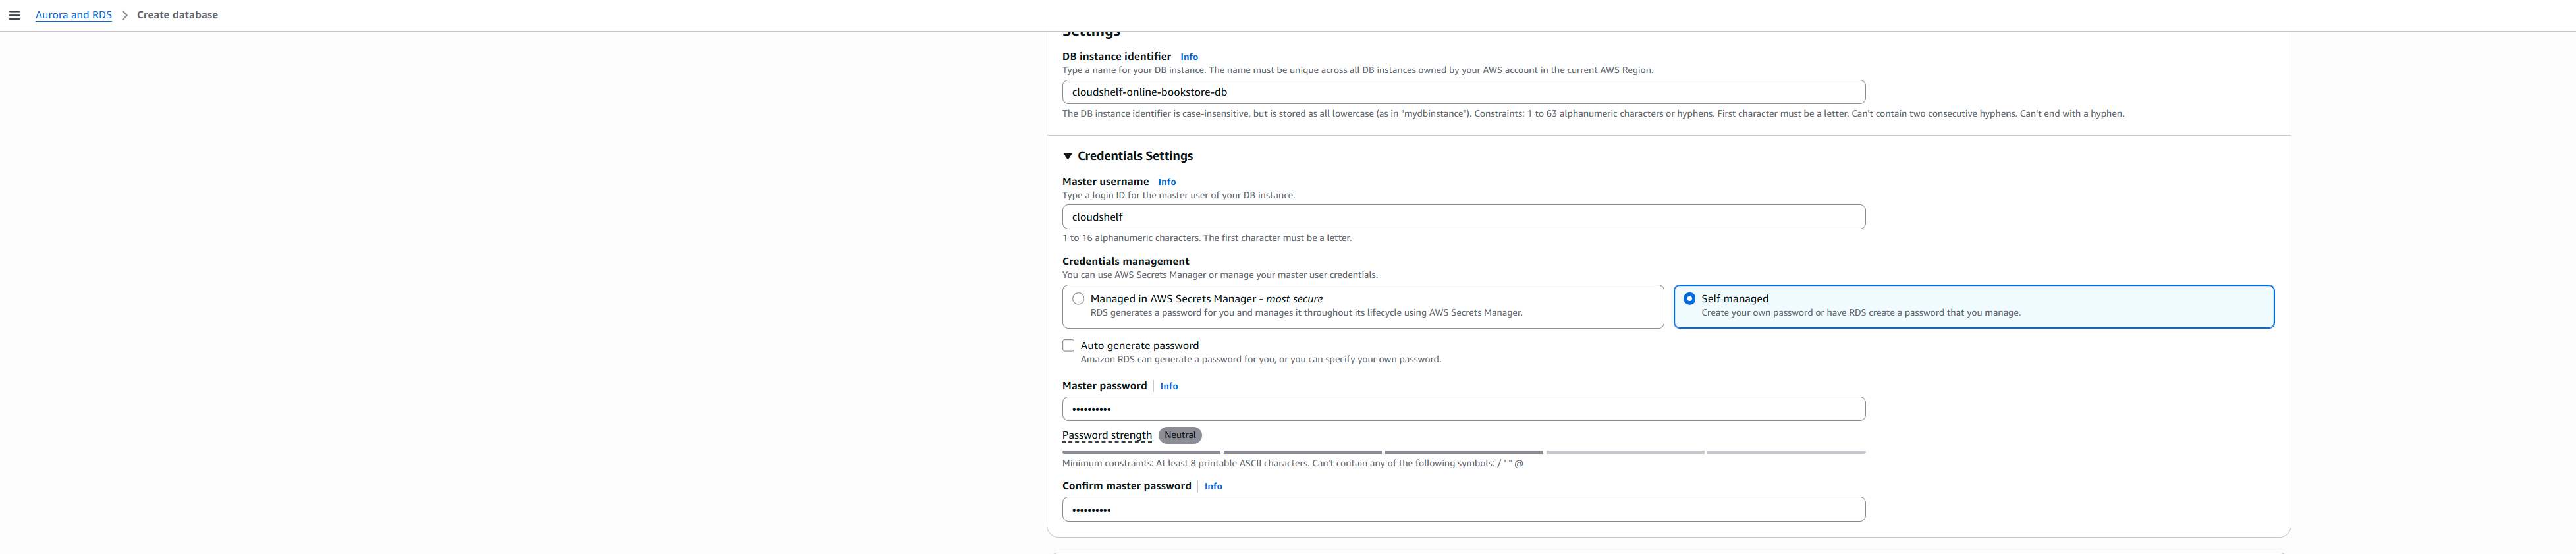 Aurora and RDS > Create database
Settings
DB instance identifier Info
Type a name for your DB instance. The name must be unique across all DB instances owned by your AWS account in the current AWS Region.
cloudshelf-online-bookstore-db
The DB instance identifier is case-insensitive, but is stored as all lowercase (as in "mydbinstance"). Constraints: 1 to 63 alphanumeric characters or hyphens. First character must be a letter. Can't contain two consecutive hyphens. Can't end with a hyphen.
Credentials Settings
Master username Info
Type a login ID for the master user of your DB instance.
cloudshelf
1 to 16 alphanumeric characters. The first character must be a letter.
Credentials management
You can use AWS Secrets Manager or manage your master user credentials.
Managed in AWS Secrets Manager - most secure
RDS generates a password for you and manages it throughout its lifecycle using AWS Secrets Manager.
Self managed
Create your own password or have RDS create a password that you manage.
Auto generate password
Amazon RDS can generate a password for you, or you can specify your own password.
Master password Info
••••••••••
Password strength Neutral
Minimum constraints: At least 8 printable ASCII characters. Can't contain any of the following symbols: / ' " @
Confirm master password Info
••••••••••